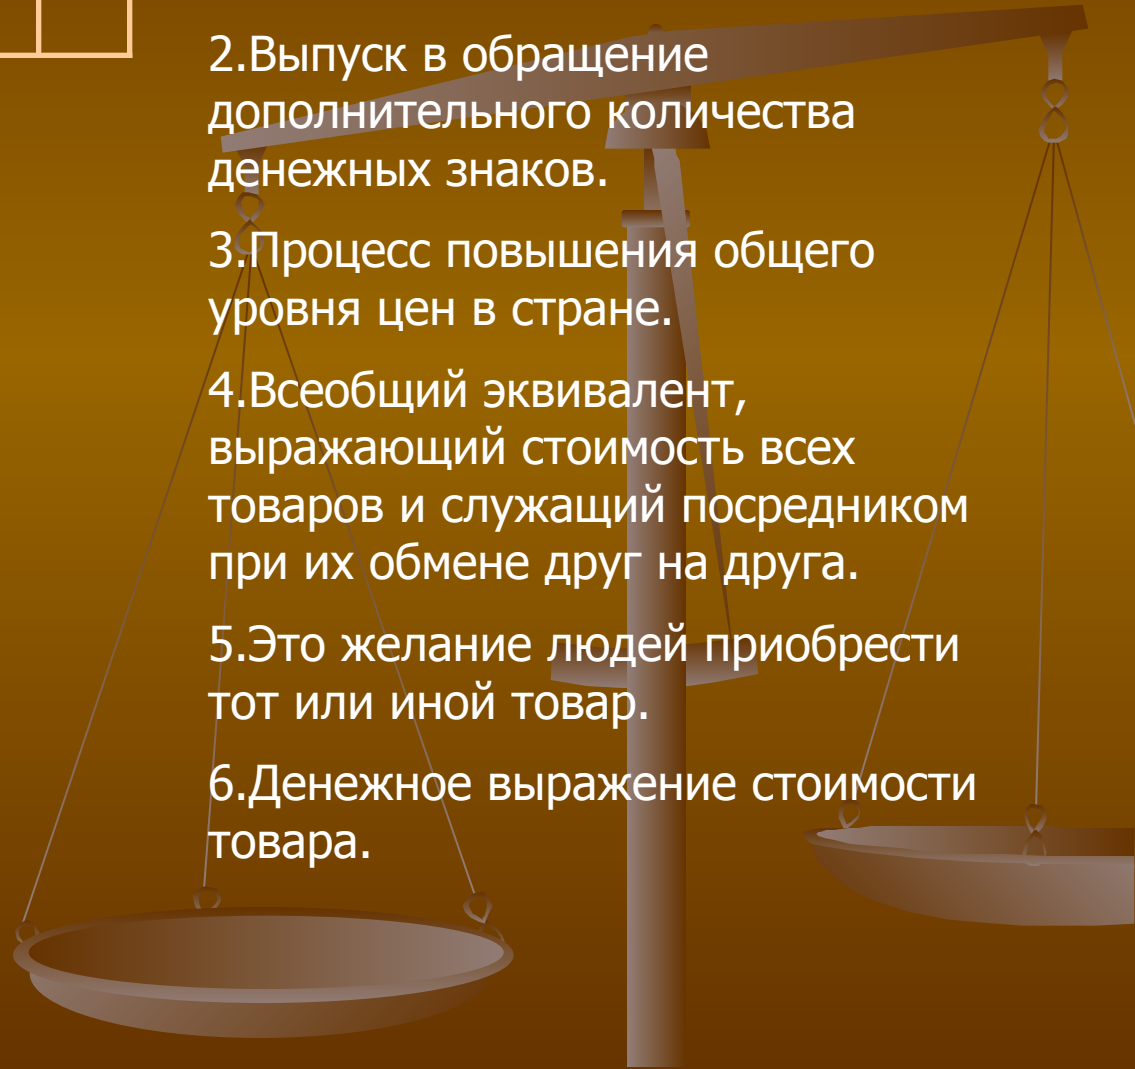 2.Выпуск в обращение
дополнительного количества
денежных знаков.
3.Процесс повышения общего
уровня цен в стране.
4.Всеобщий эквивалент,
выражающий стоимость всех
товаров и служащий посредником
при их обмене друг на друга.
5.Это желание людей приобрести
тот или иной товар.
6.Денежное выражение стоимости
товара.